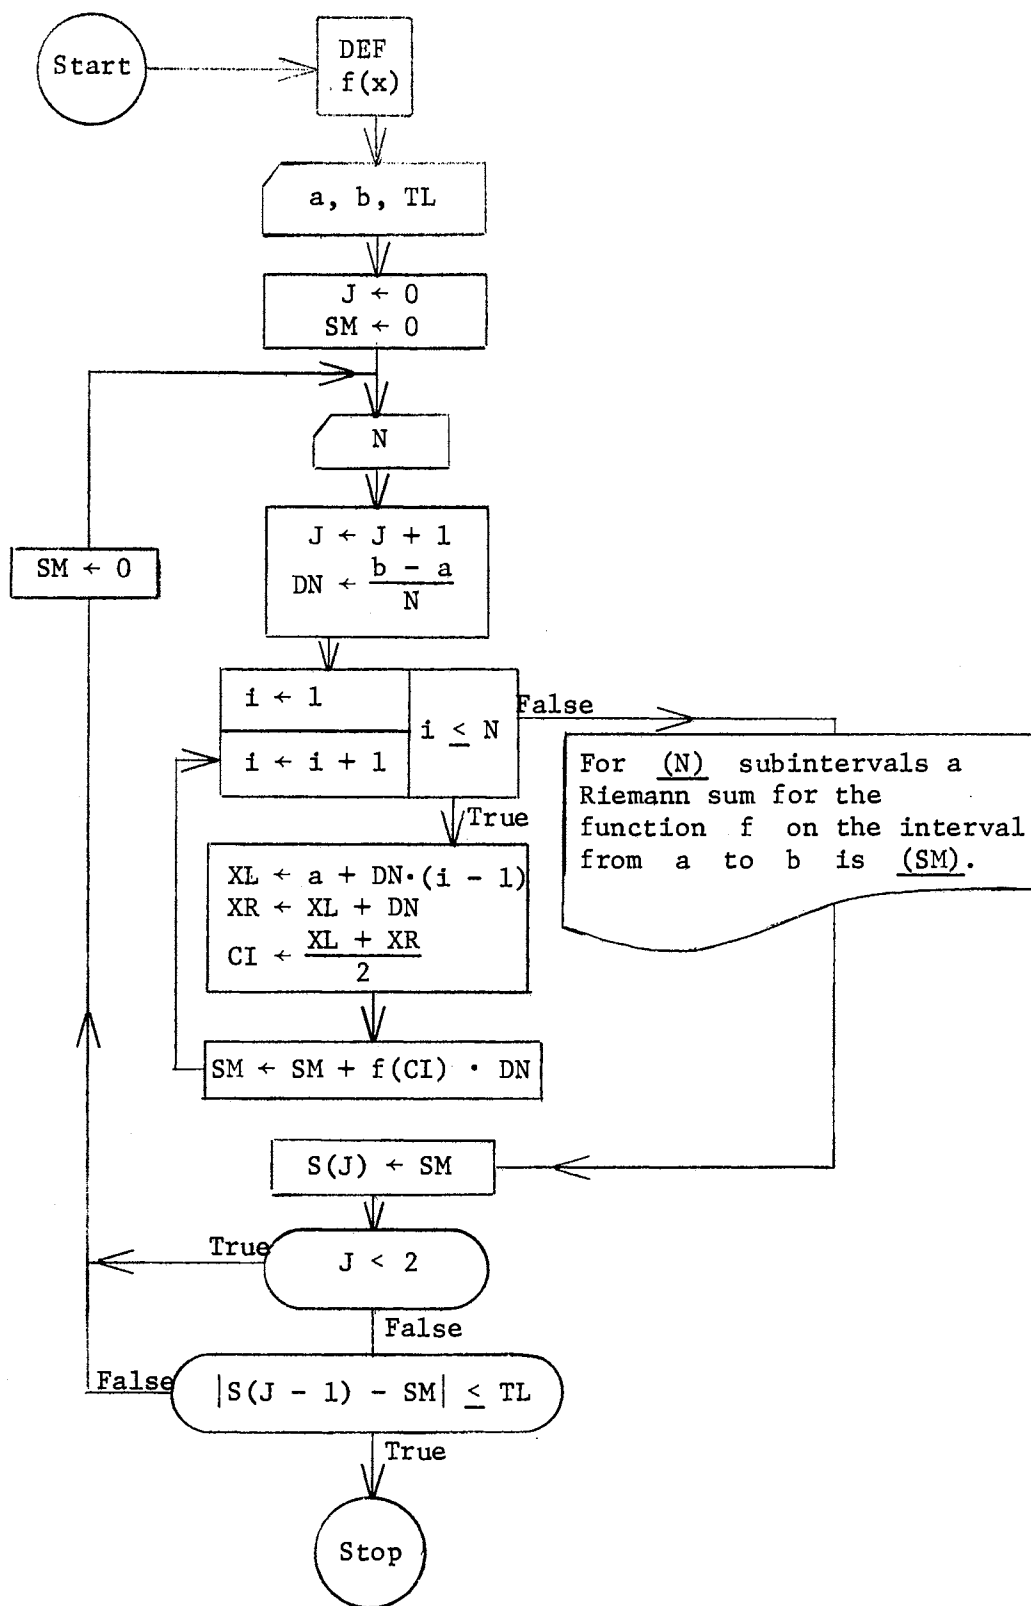 Start
DEF
f(x)
a, b, TL
J ← 0
SM ← 0
N
J ← J + 1
DN ← b - a
N
SM ← 0
i ← 1
i ← i + 1
i ≤ N
False
True
For (N) subintervals a
Riemann sum for the
function f on the interval
from a to b is (SM).
XL ← a + DN·(i - 1)
XR ← XL + DN
CI ← XL + XR
2
SM ← SM + f(CI) · DN
S(J) ← SM
True
J < 2
False
False
|S(J - 1) - SM| ≤ TL
True
Stop